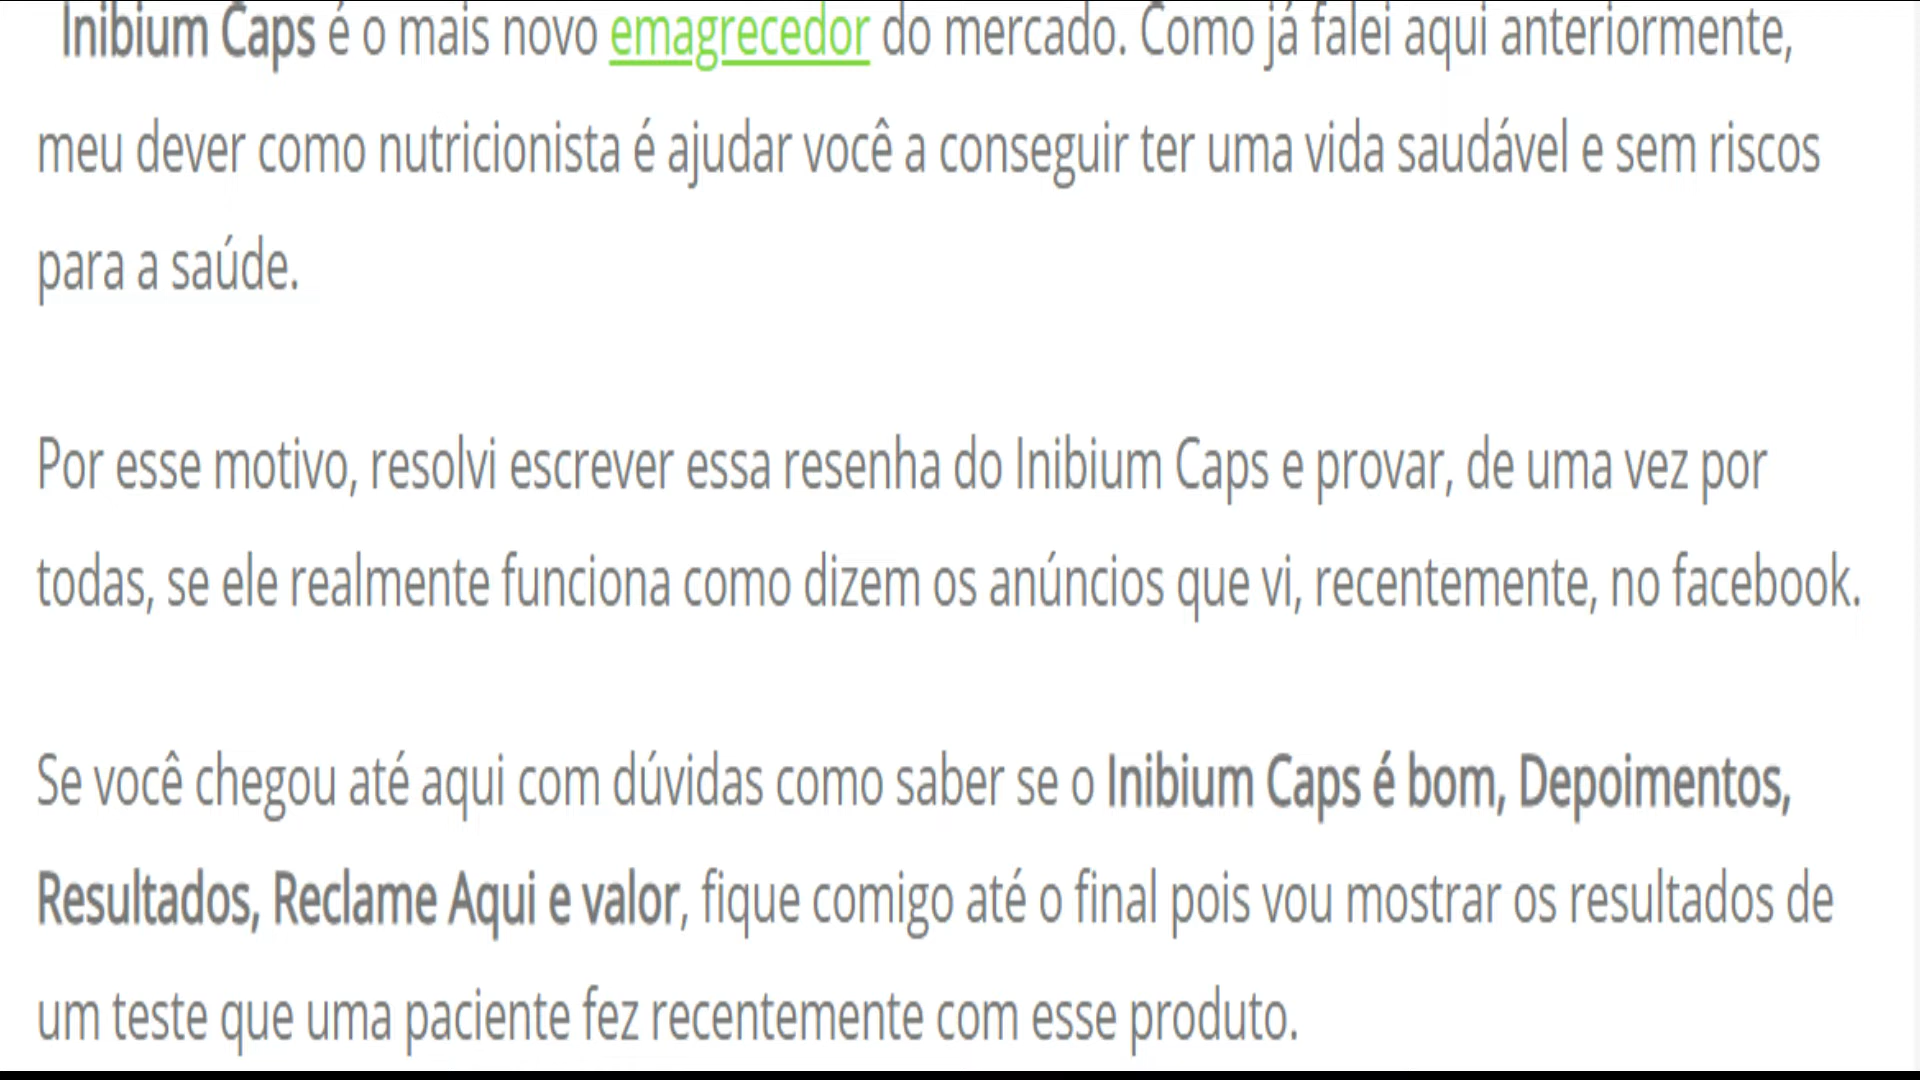 Inibium Caps é o mais novo emagrecedor do mercado. Como já falei aqui anteriormente,
meu dever como nutricionista é ajudar você a conseguir ter uma vida saudável e sem riscos
para a saúde.
Por esse motivo, resolvi escrever essa resenha do Inibium Caps e provar, de uma vez por
todas, se ele realmente funciona como dizem os anúncios que vi, recentemente, no facebook.
Se você chegou até aqui com dúvidas como saber se o Inibium Caps é bom, Depoimentos,
Resultados, Reclame Aqui e valor, fique comigo até o final pois vou mostrar os resultados de
um teste que uma paciente fez recentemente com esse produto.